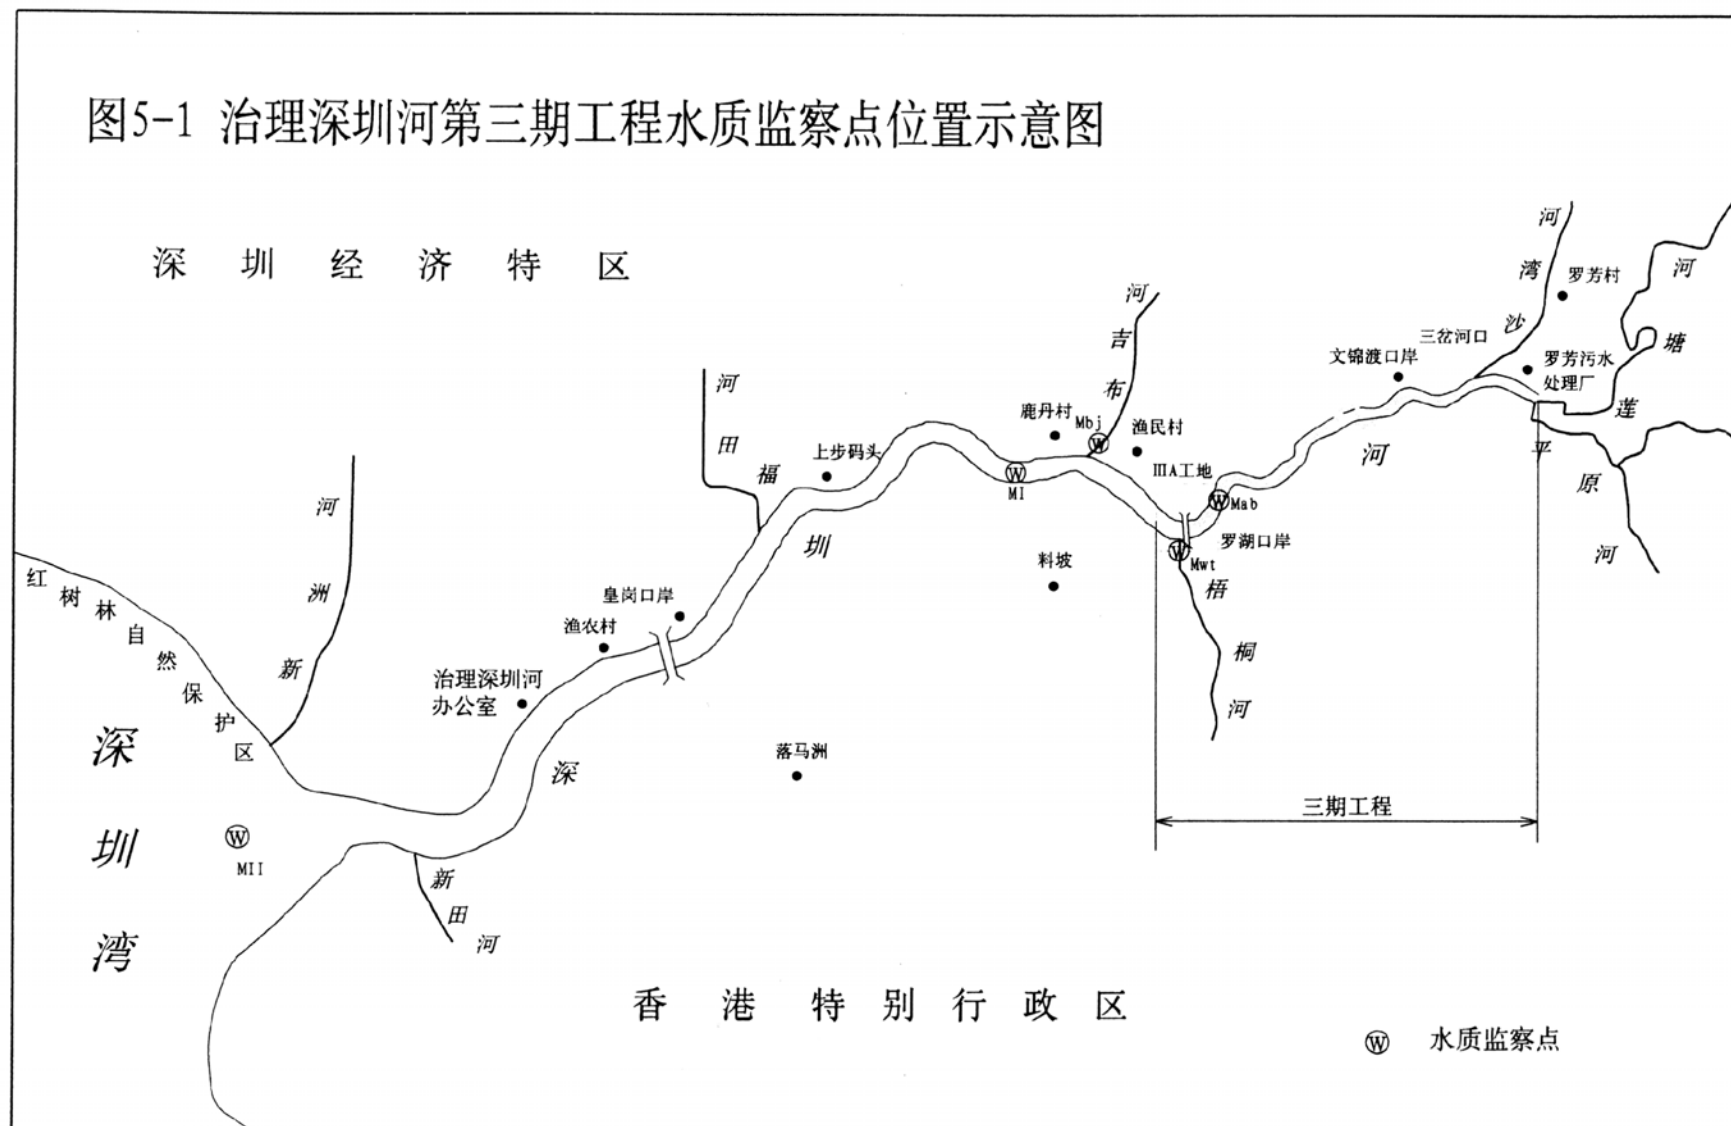 图5-1 治理深圳河第三期工程水质监察点位置示意图
深圳经济特区
河湾沙
罗芳村
河塘莲
三岔河口
文锦渡口岸
罗芳污水
处理厂
平原河
河吉布
鹿丹村
Mbj
W
渔民村
IIIA工地
W
MI
W
Mab
罗湖口岸
W
Mwt
梧桐河
河田福
上步码头
料坡
深圳河
皇岗口岸
渔农村
治理深圳河
办公室
落马洲
河洲新
红树林自然保护区
深圳湾
W
MII
新田河
三期工程
香港特别行政区
W 水质监察点